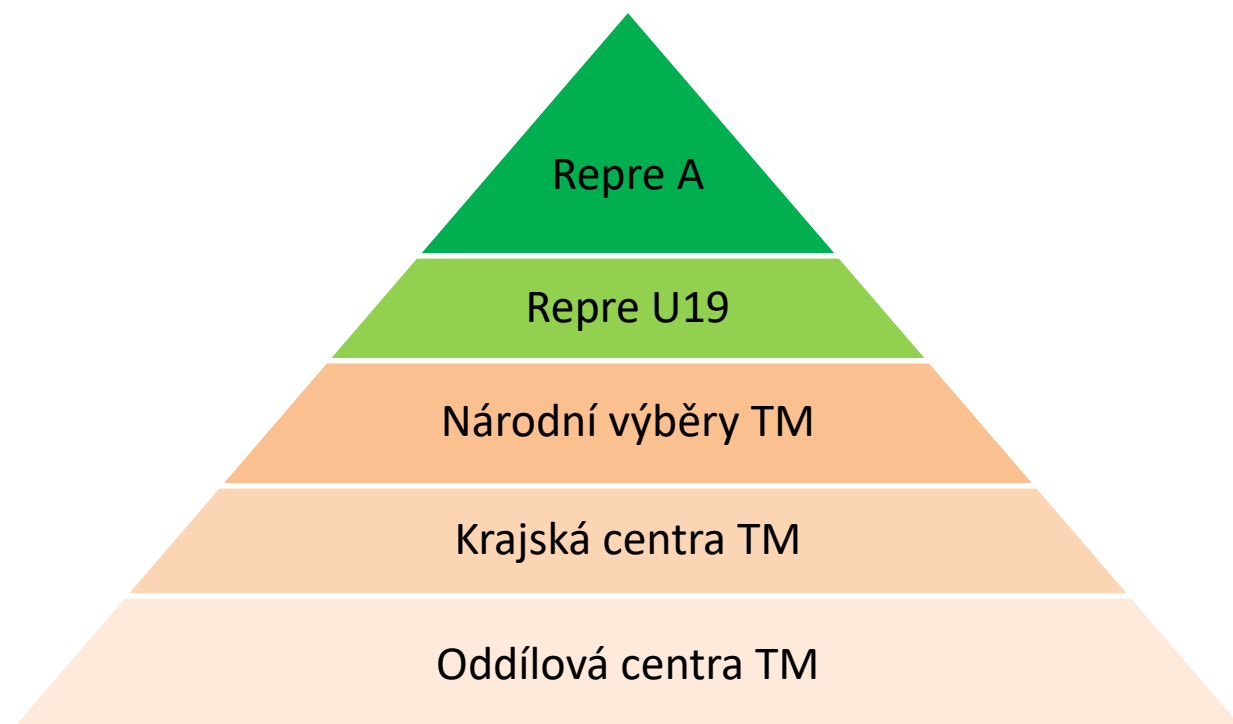 Repre A
Repre U19
Národní výběry TM
Krajská centra TM
Oddílová centra TM